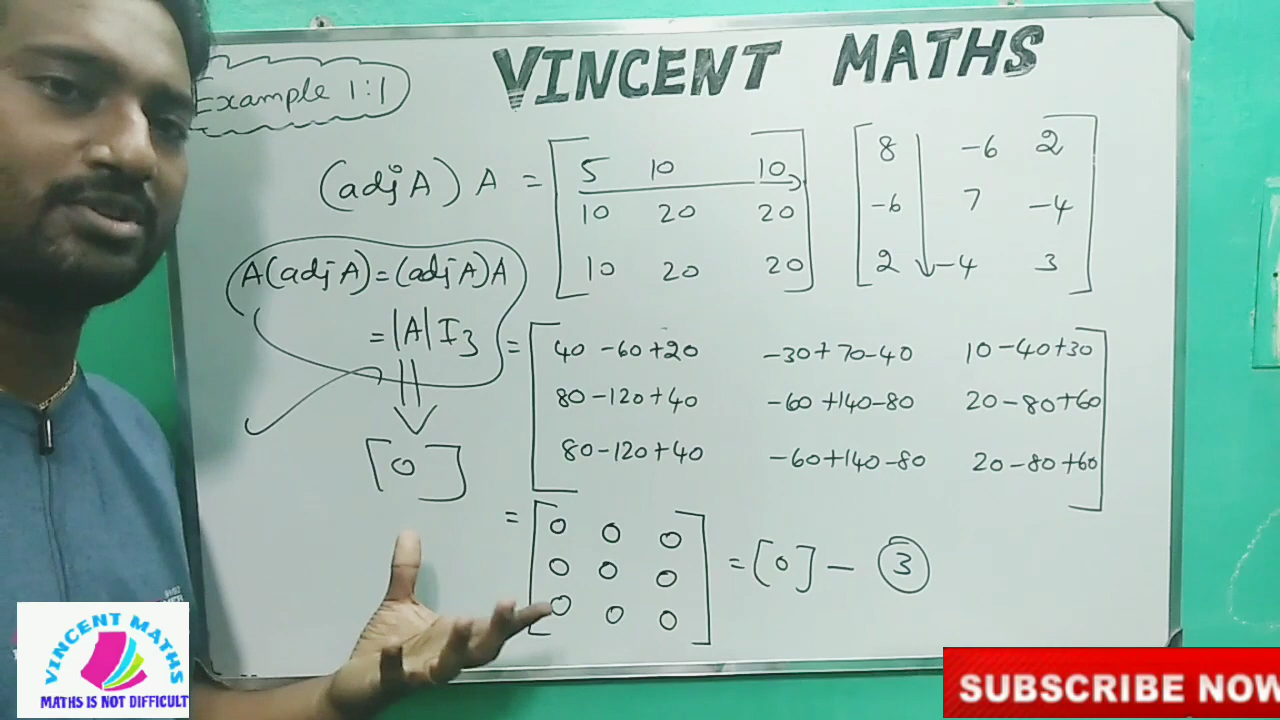 VINCENT MATHS
Example 1:1
(adj A) A = [ 5 10 10
10 20 20
10 20 20 ] [ 8 -6 2
-6 7 -4
2 -4 3 ]
A(adj A) = (adj A) A
= |A| I₃
[0]
= [ 40 -60 +20 -30+ 70-40 10-40+30
80-120+40 -60+140-80 20-80+60
80-120+40 -60+140-80 20-80+60 ]
= [ 0 0 0
0 0 0
0 0 0 ] = [0] — ③
VINCENT MATHS
MATHS IS NOT DIFFICULT
SUBSCRIBE NOW